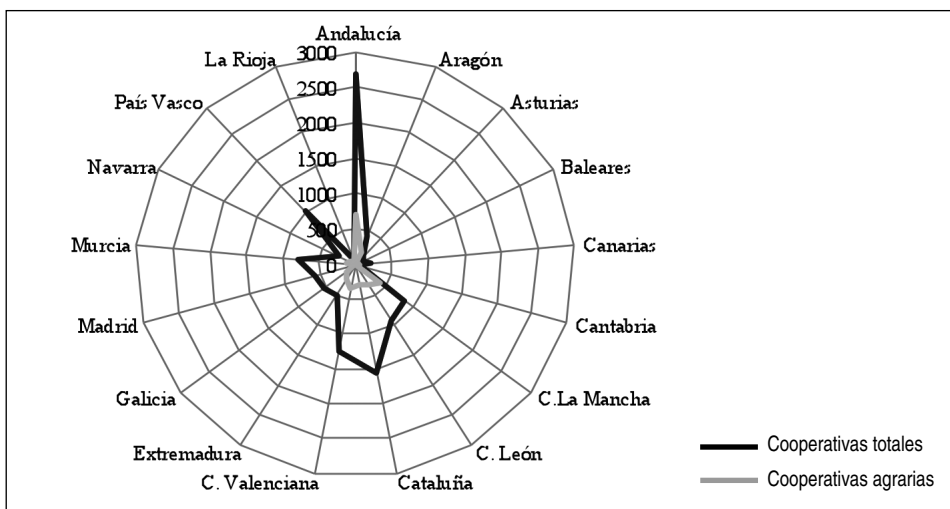 Andalucía
3000
La Rioja
Aragón
2500
País Vasco
Asturias
2000
1500
Navarra
Baleares
1000
500
Murcia
Canarias
0
Madrid
Cantabria
Galicia
C.La Mancha
Extremadura
C. León
C. Valenciana
Cataluña
Cooperativas totales
Cooperativas agrarias